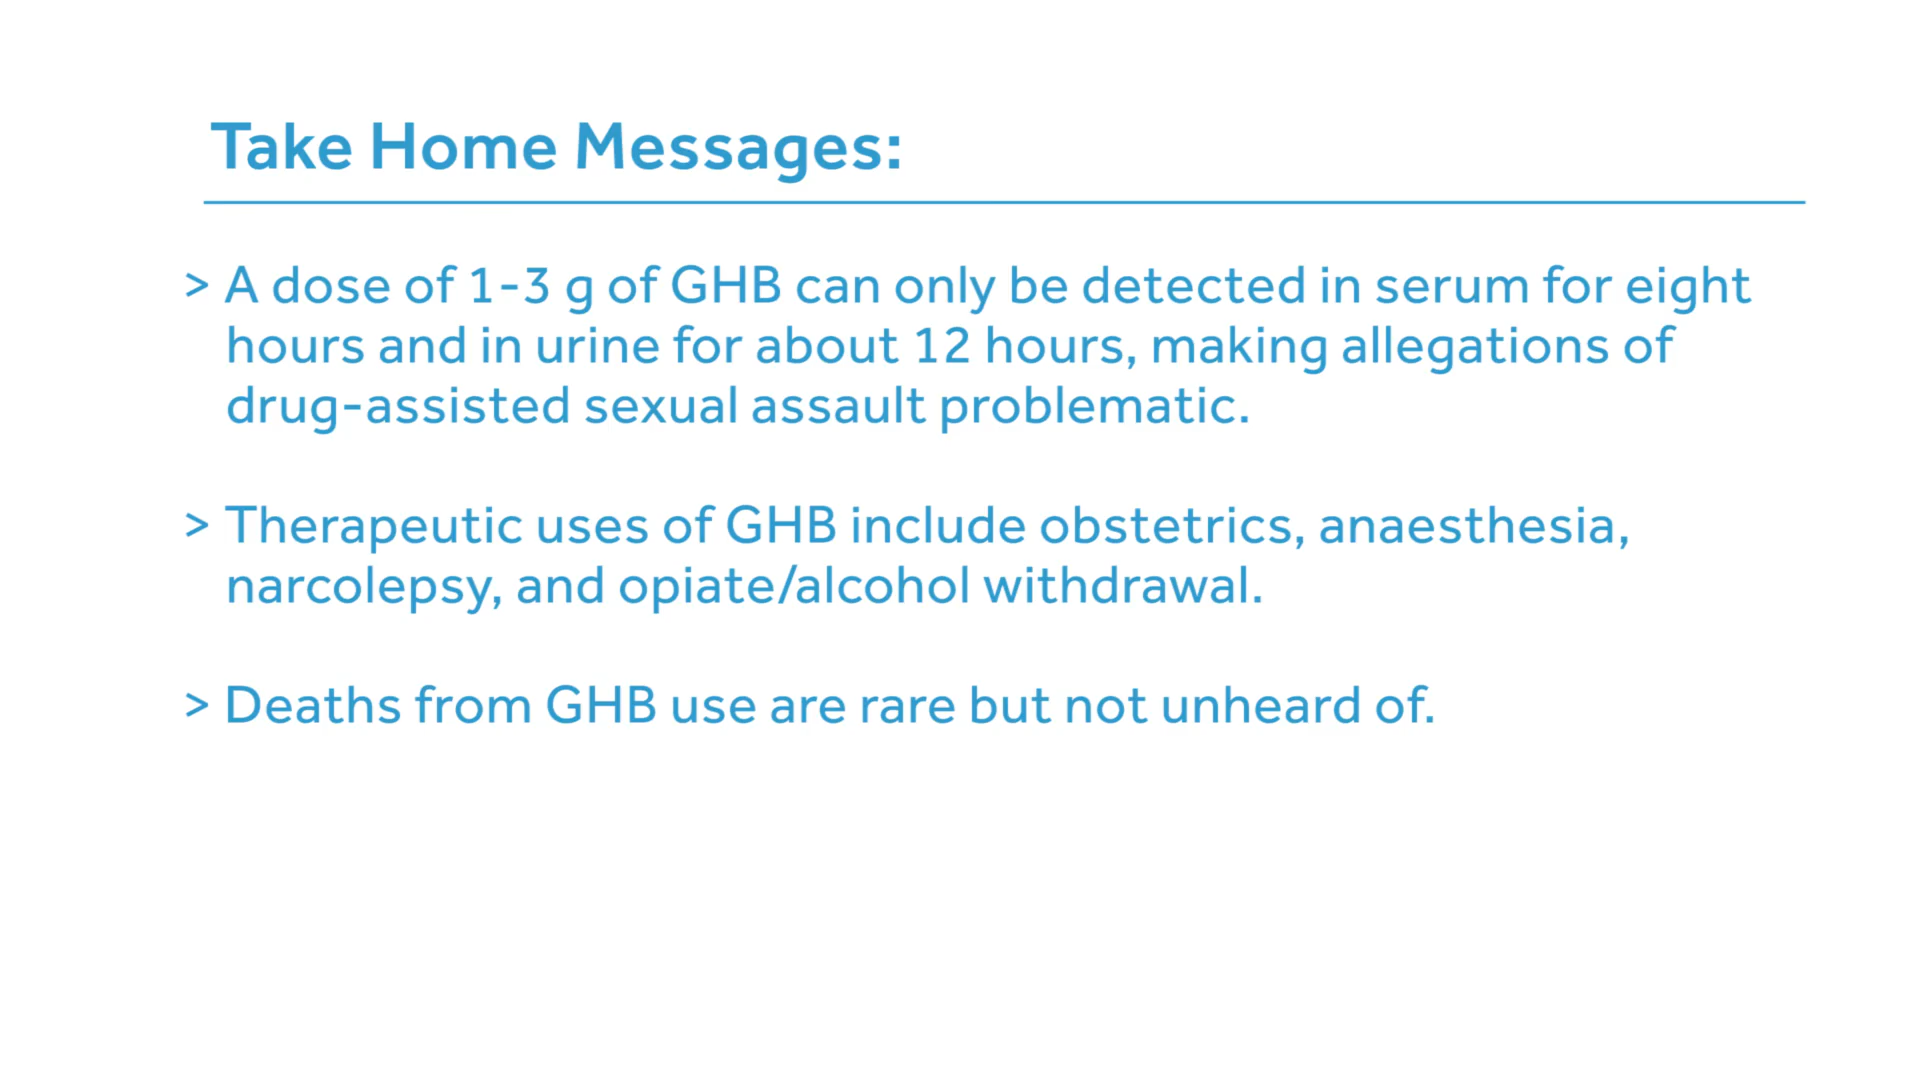 Take Home Messages:
> A dose of 1-3 g of GHB can only be detected in serum for eight
hours and in urine for about 12 hours, making allegations of
drug-assisted sexual assault problematic.
> Therapeutic uses of GHB include obstetrics, anaesthesia,
narcolepsy, and opiate/alcohol withdrawal.
> Deaths from GHB use are rare but not unheard of.